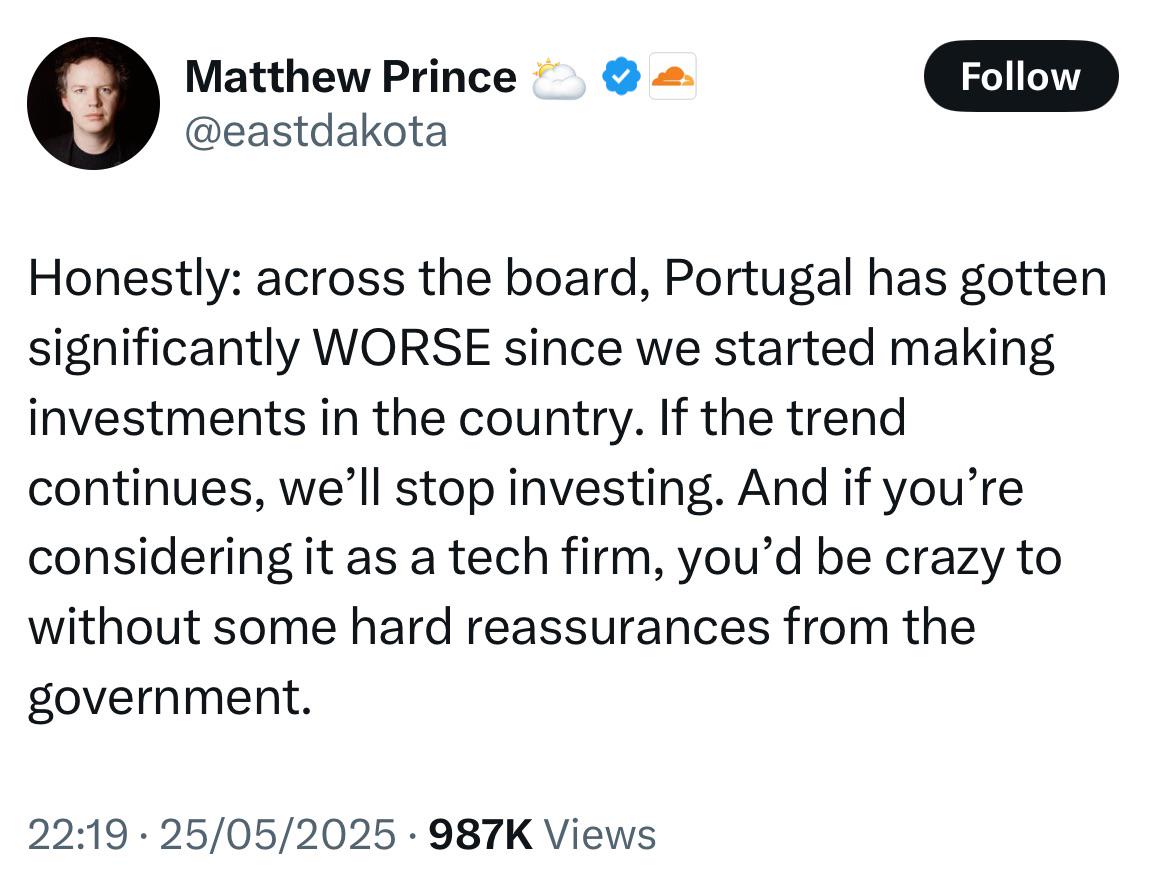 Matthew Prince 🌤️
@eastdakota
Follow
Honestly: across the board, Portugal has gotten
significantly WORSE since we started making
investments in the country. If the trend
continues, we’ll stop investing. And if you’re
considering it as a tech firm, you’d be crazy to
without some hard reassurances from the
government.
22:19 · 25/05/2025 · 987K Views